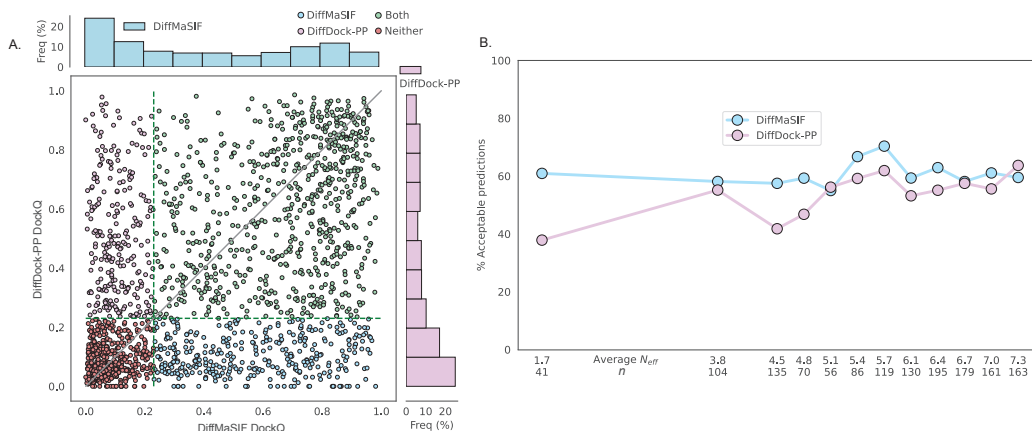 A.
Freq (%)
20
10
0
DiffMaSIF
DiffMaSIF
Both
DiffDock-PP
Neither
DiffDock-PP
1.0
0.8
0.6
0.4
0.2
0.0
DiffDock-PP DockQ
0.0 0.2 0.4 0.6 0.8 1.0
DiffMaSIF DockQ
0 10 20
Freq (%)
B.
100
80
60
40
20
0
% Acceptable predictions
DiffMaSIF
DiffDock-PP
1.7 Average N_eff 3.8 4.5 4.8 5.1 5.4 5.7 6.1 6.4 6.7 7.0 7.3
41 n 104 135 70 56 86 119 130 195 179 161 163